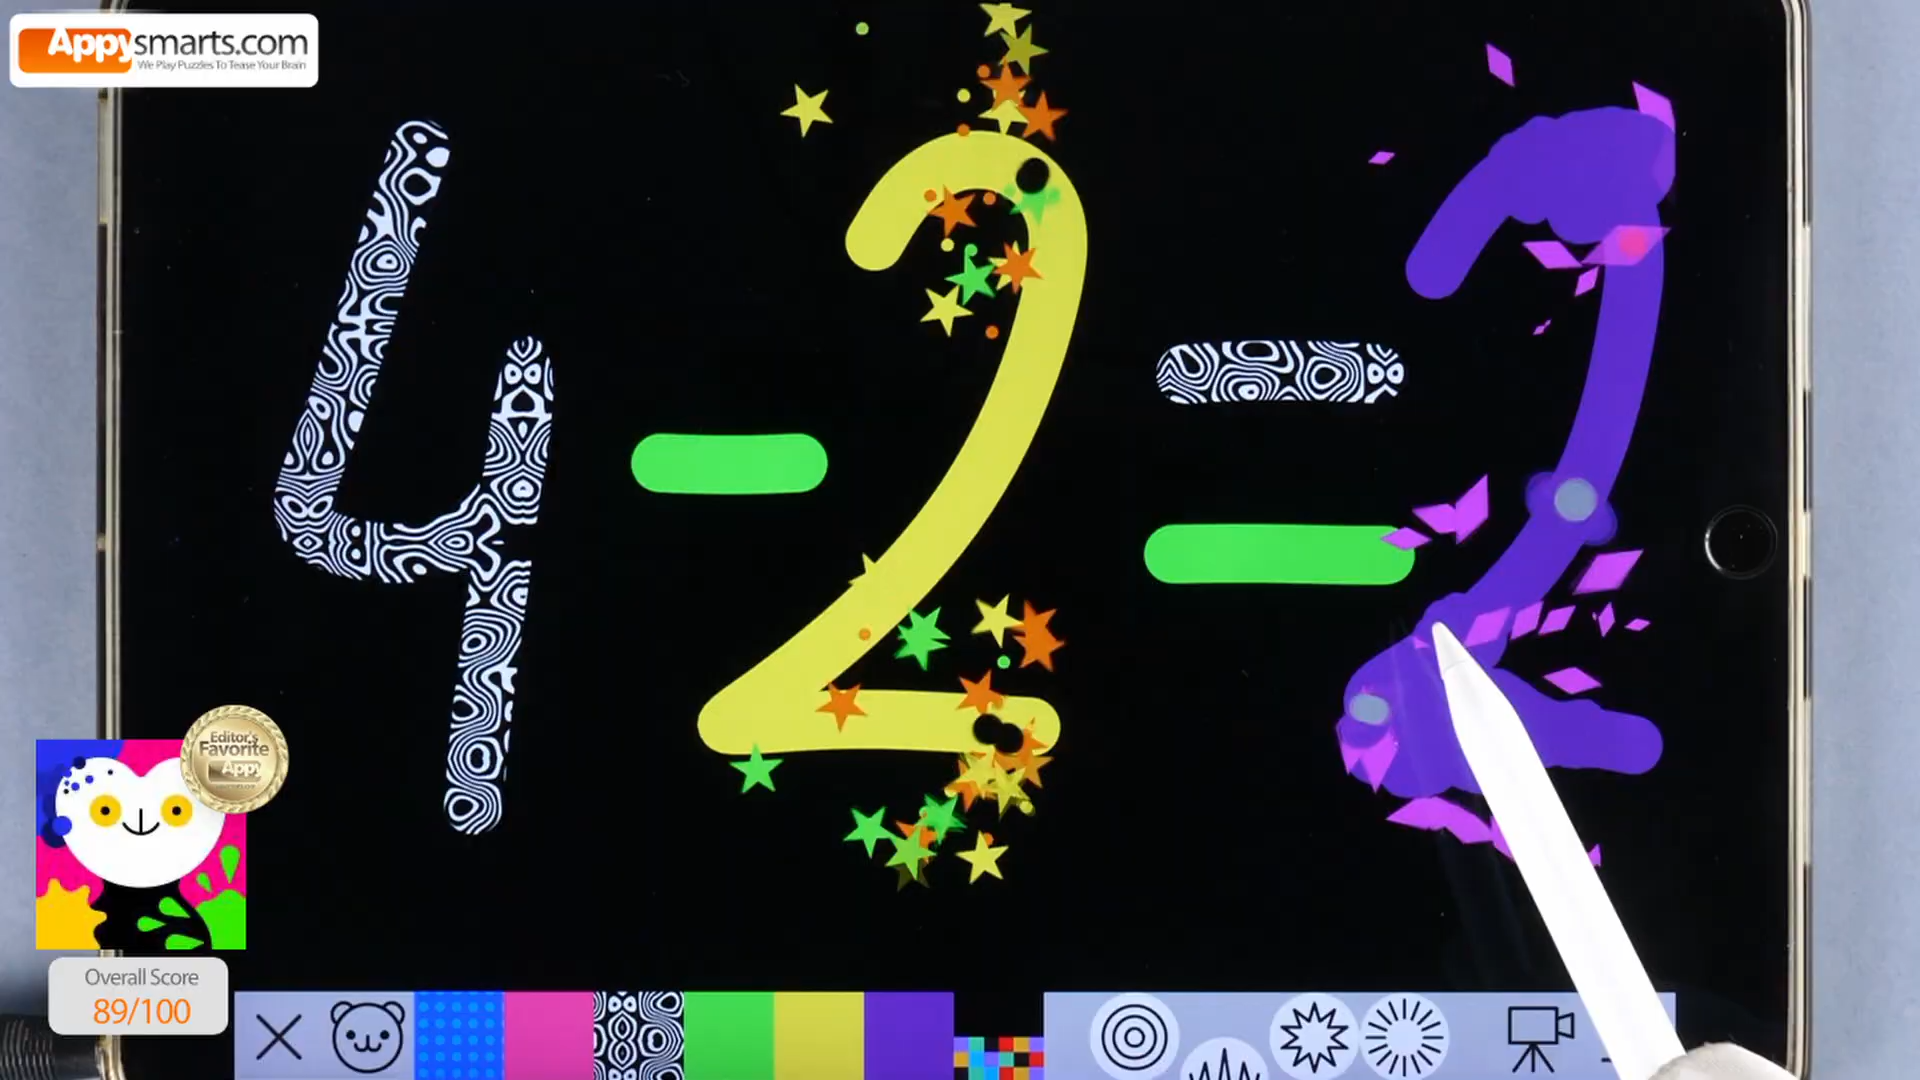 Appysmarts.com
We Play Puzzles To Tease Your Brain
4 - 2 = 2
Editor's
Favorite
Appy
Overall Score
89/100